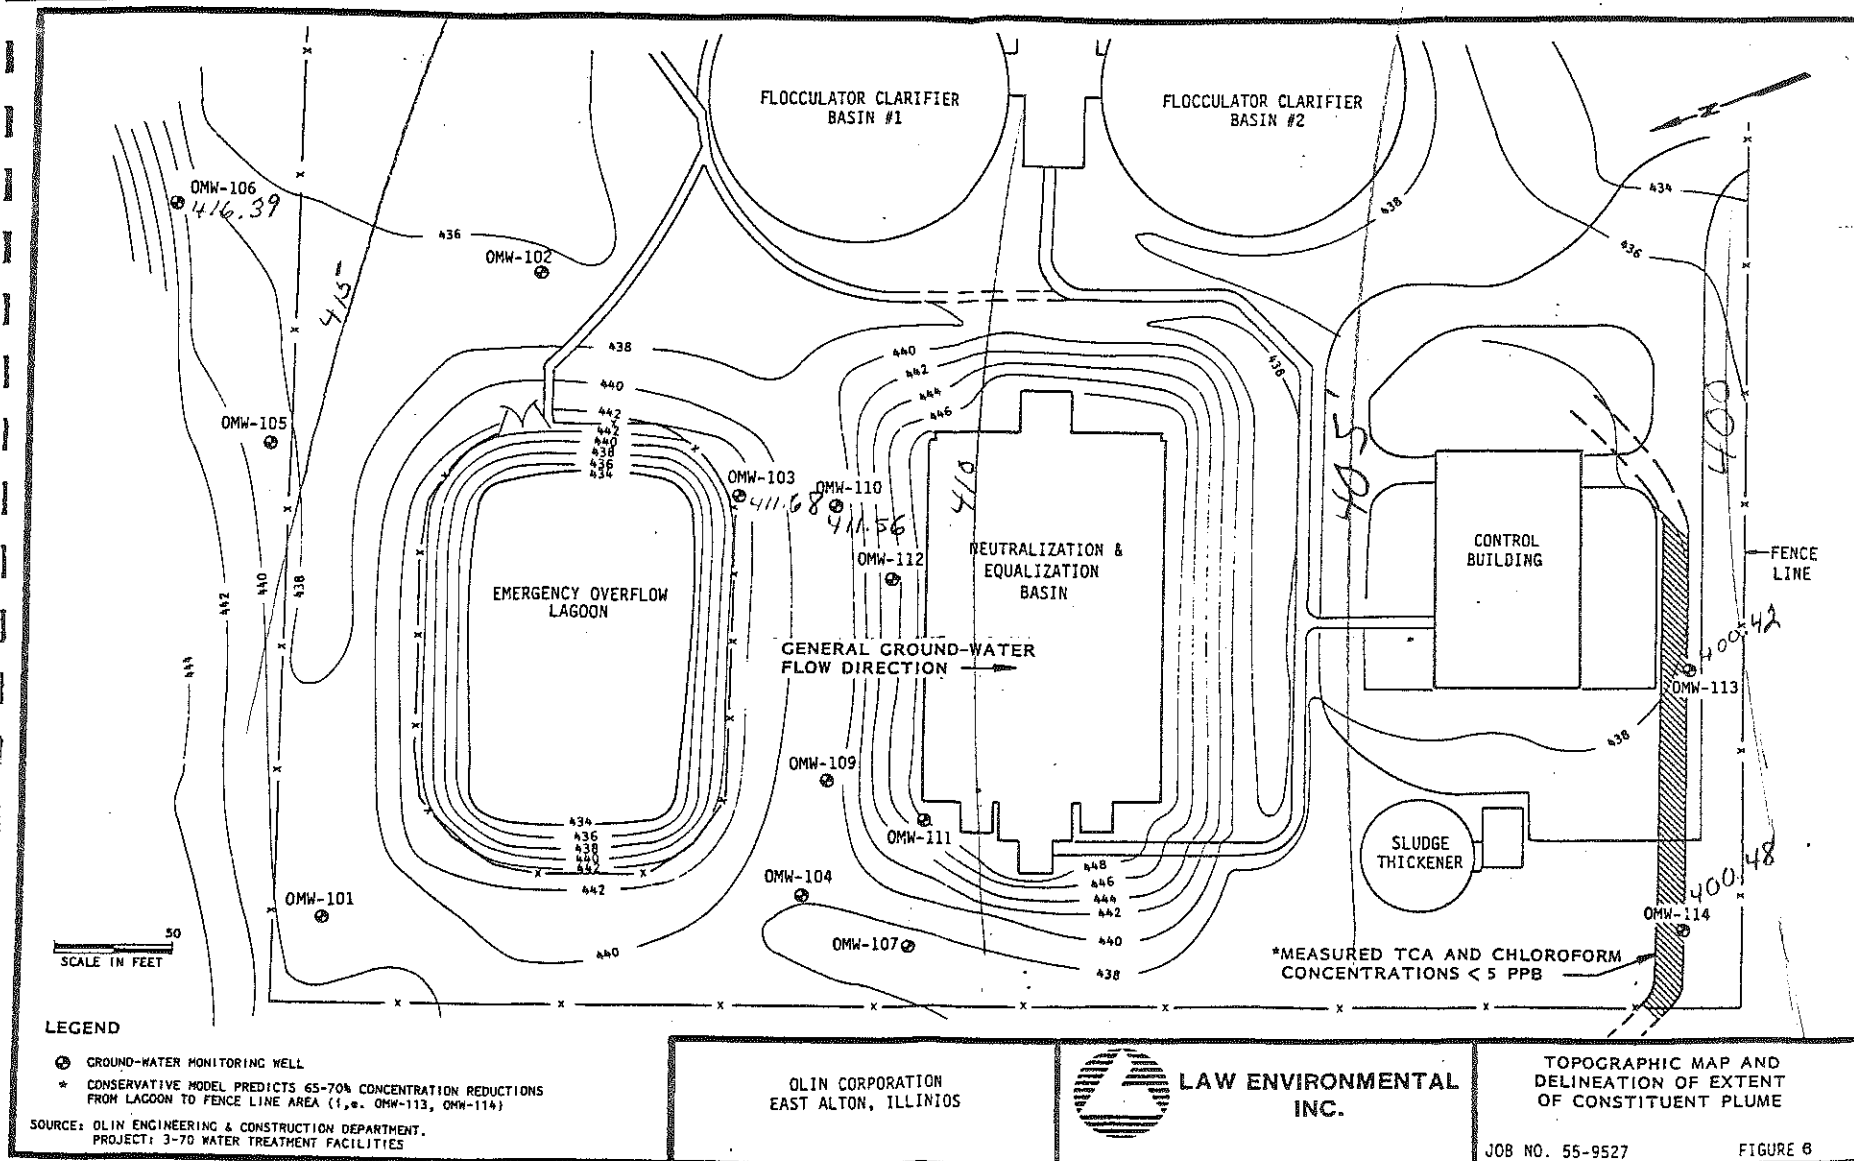 FLOCCULATOR CLARIFIER
BASIN #1
FLOCCULATOR CLARIFIER
BASIN #2
N
OMW-106
416.39
436
OMW-102
415
434
438
436
438
440
442
442
440
438
436
434
440
442
444
446
436
OMW-105
OMW-103
411.68
OMW-110
411.56
OMW-112
410
405'
400
EMERGENCY OVERFLOW
LAGOON
NEUTRALIZATION &
EQUALIZATION
BASIN
CONTROL
BUILDING
FENCE
LINE
444
442
440
438
GENERAL GROUND-WATER
FLOW DIRECTION
400.42
OMW-113
438
OMW-109
OMW-111
434
436
438
440
442
442
440
SLUDGE
THICKENER
448
446
444
442
440
438
OMW-104
OMW-101
OMW-107
400.48
OMW-114
*MEASURED TCA AND CHLOROFORM
CONCENTRATIONS < 5 PPB
50
SCALE IN FEET
LEGEND
GROUND-WATER MONITORING WELL
* CONSERVATIVE MODEL PREDICTS 65-70% CONCENTRATION REDUCTIONS
FROM LAGOON TO FENCE LINE AREA (i,e. OMW-113, OMW-114)
SOURCE: OLIN ENGINEERING & CONSTRUCTION DEPARTMENT.
PROJECT: 3-70 WATER TREATMENT FACILITIES
OLIN CORPORATION
EAST ALTON, ILLINIOS
LAW ENVIRONMENTAL
INC.
TOPOGRAPHIC MAP AND
DELINEATION OF EXTENT
OF CONSTITUENT PLUME
JOB NO. 55-9527
FIGURE 6